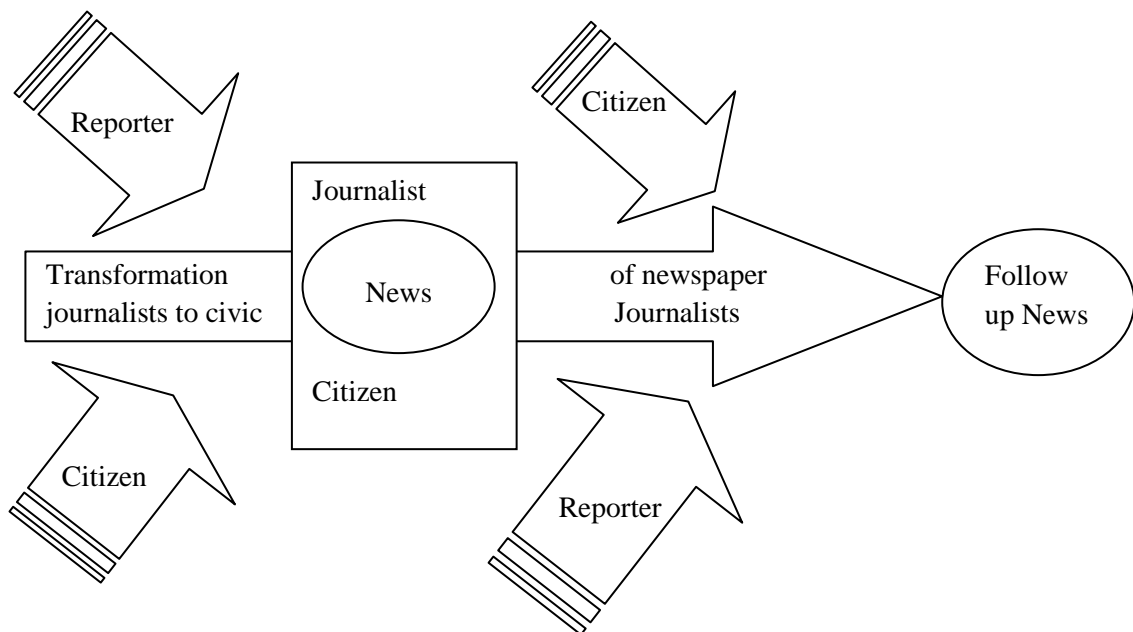 Reporter
Citizen
Journalist
Transformation
journalists to civic
News
of newspaper
Journalists
Follow
up News
Citizen
Citizen
Reporter